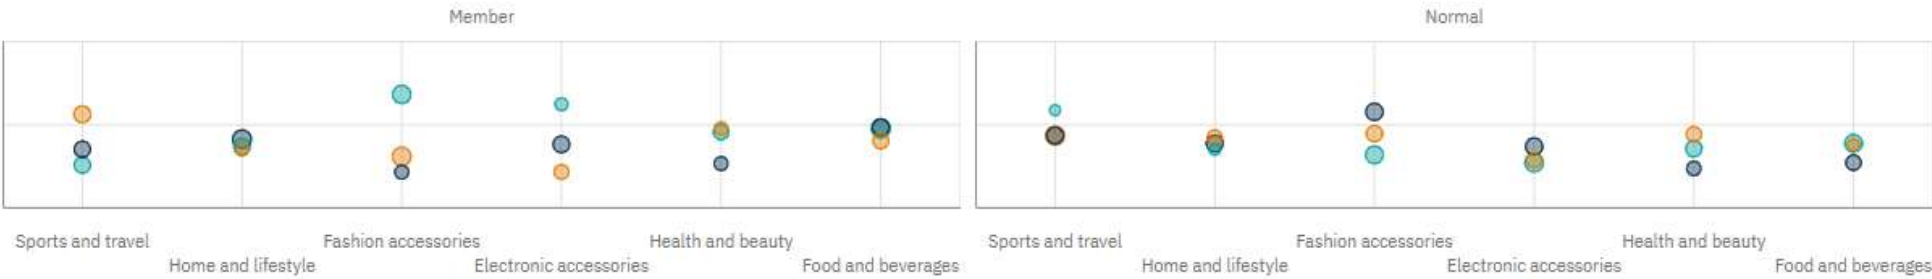 Member
Normal
Sports and travel
Fashion accessories
Health and beauty
Sports and travel
Fashion accessories
Health and beauty
Home and lifestyle
Electronic accessories
Food and beverages
Home and lifestyle
Electronic accessories
Food and beverages